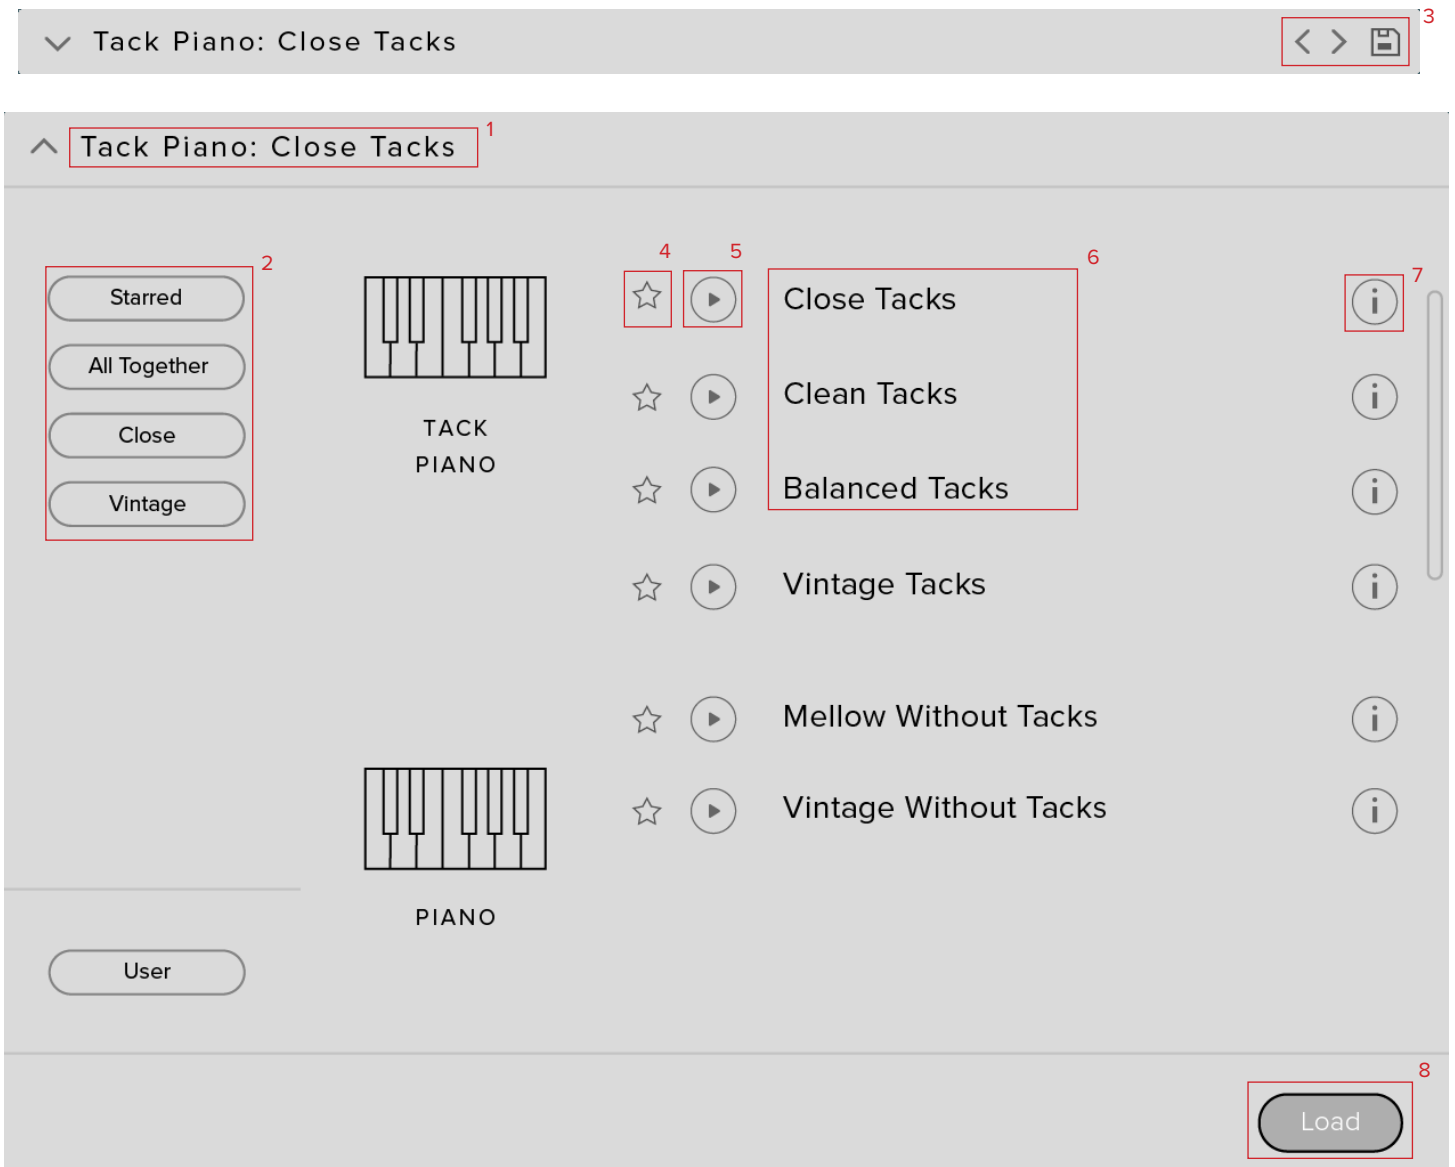 Tack Piano: Close Tacks
3
Tack Piano: Close Tacks
1
2
Starred
All Together
Close
Vintage
TACK
PIANO
4
5
6
7
Close Tacks
Clean Tacks
Balanced Tacks
Vintage Tacks
Mellow Without Tacks
Vintage Without Tacks
PIANO
User
8
Load